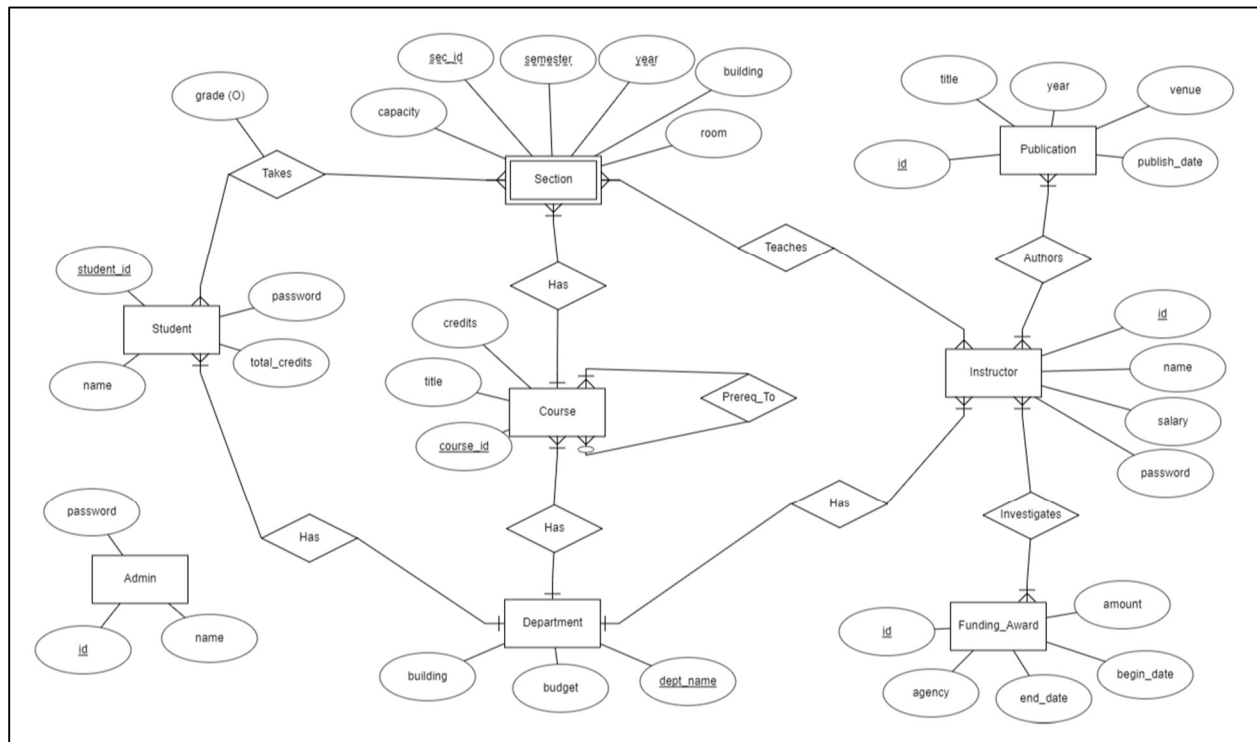 sec_id
semester
year
building
title
year
venue
grade (O)
capacity
room
Publication
id
publish_date
Takes
Section
Teaches
Authors
student_id
password
Has
id
credits
Student
name
total_credits
title
Prereq_To
Instructor
name
Course
salary
course_id
password
password
Has
Has
Has
Investigates
Admin
amount
id
name
Department
id
Funding_Award
building
budget
dept_name
agency
end_date
begin_date